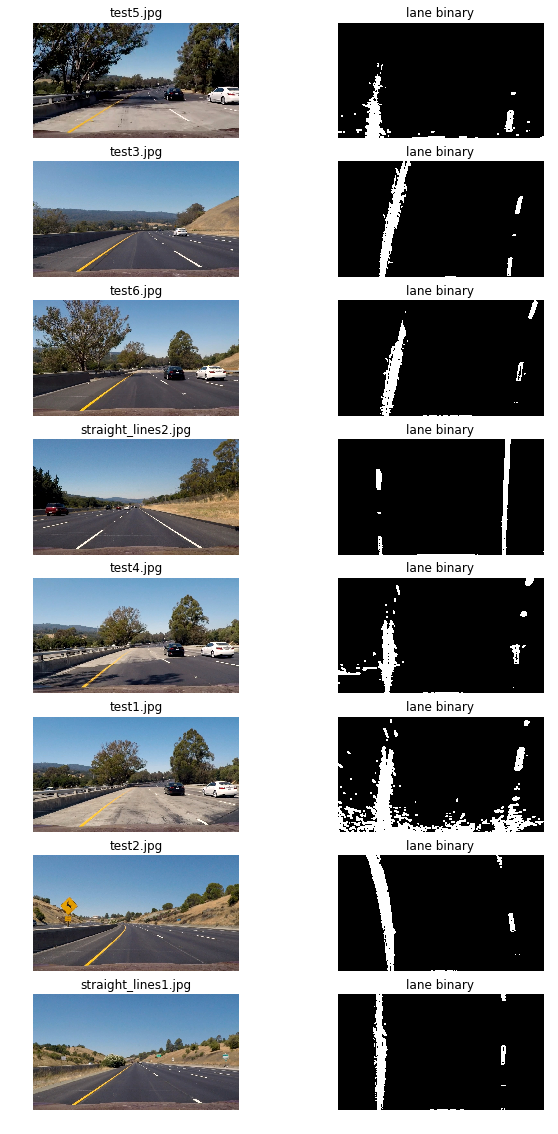 test5.jpg lane binary
test3.jpg lane binary
test6.jpg lane binary
straight_lines2.jpg lane binary
test4.jpg lane binary
test1.jpg lane binary
test2.jpg lane binary
straight_lines1.jpg lane binary